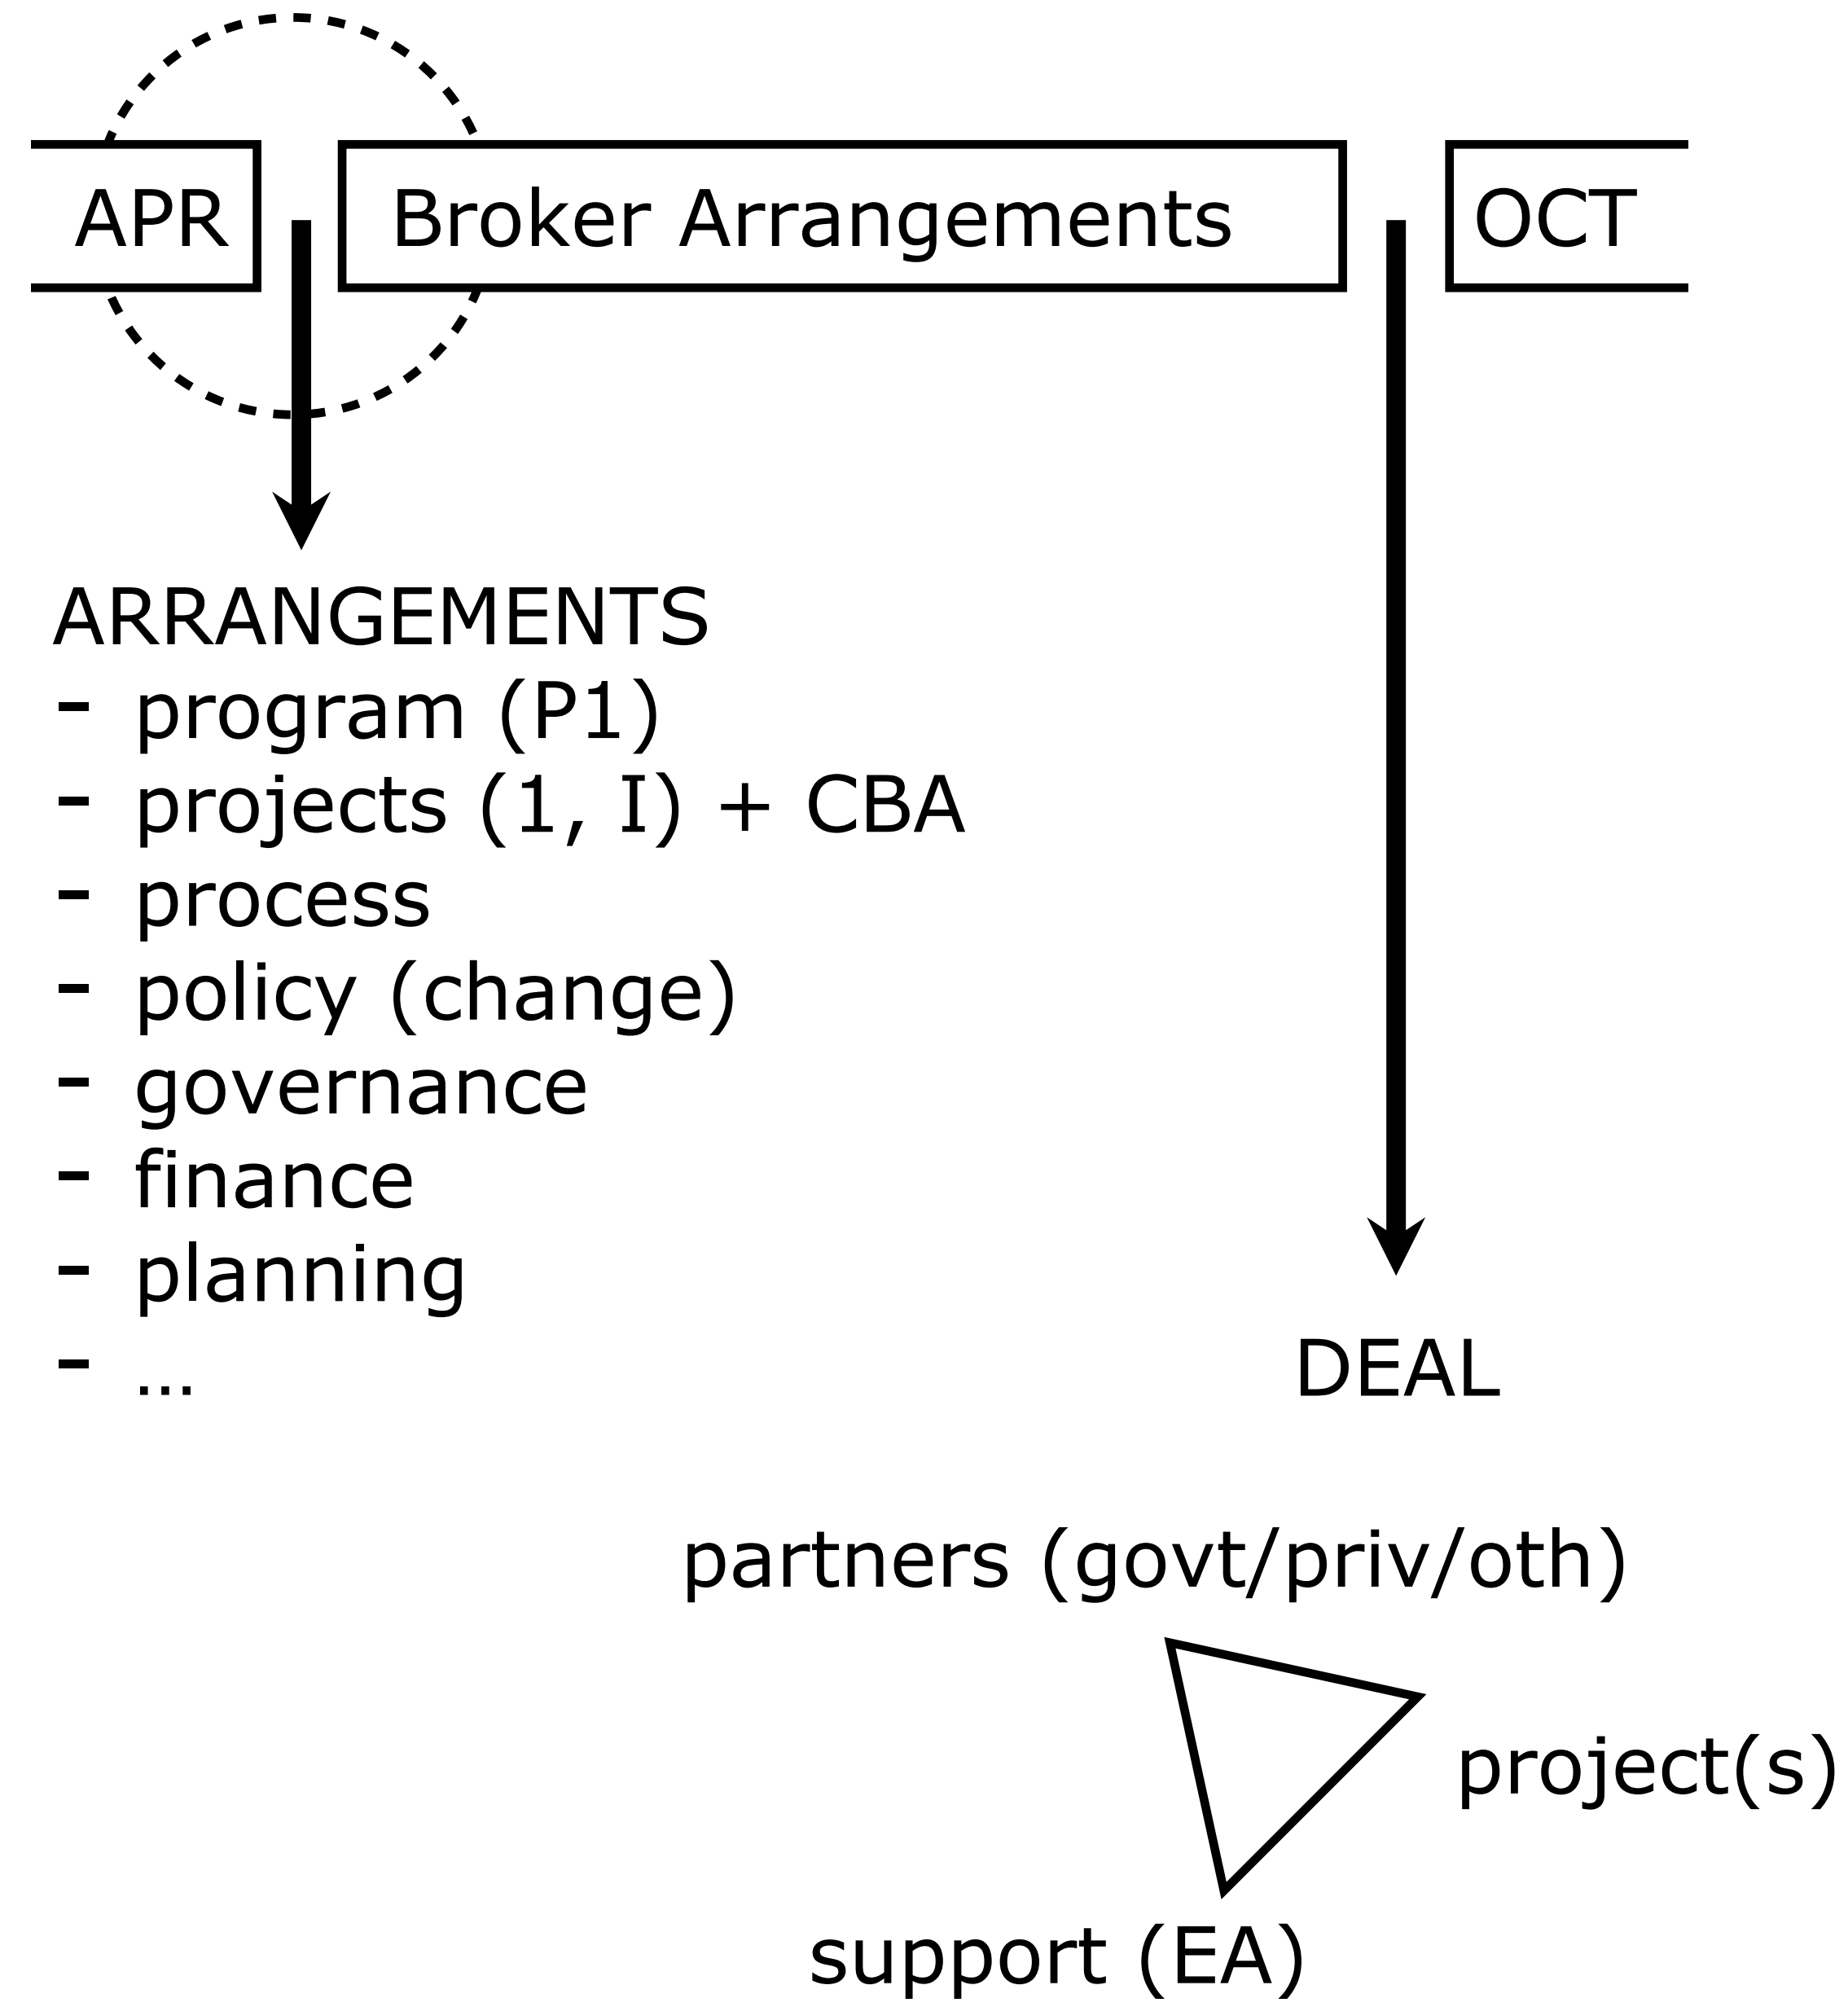 APR
Broker Arrangements
OCT
ARRANGEMENTS
- program (P1)
- projects (1, I) + CBA
- process
- policy (change)
- governance
- finance
- planning
- ...
DEAL
partners (govt/priv/oth)
project(s)
support (EA)